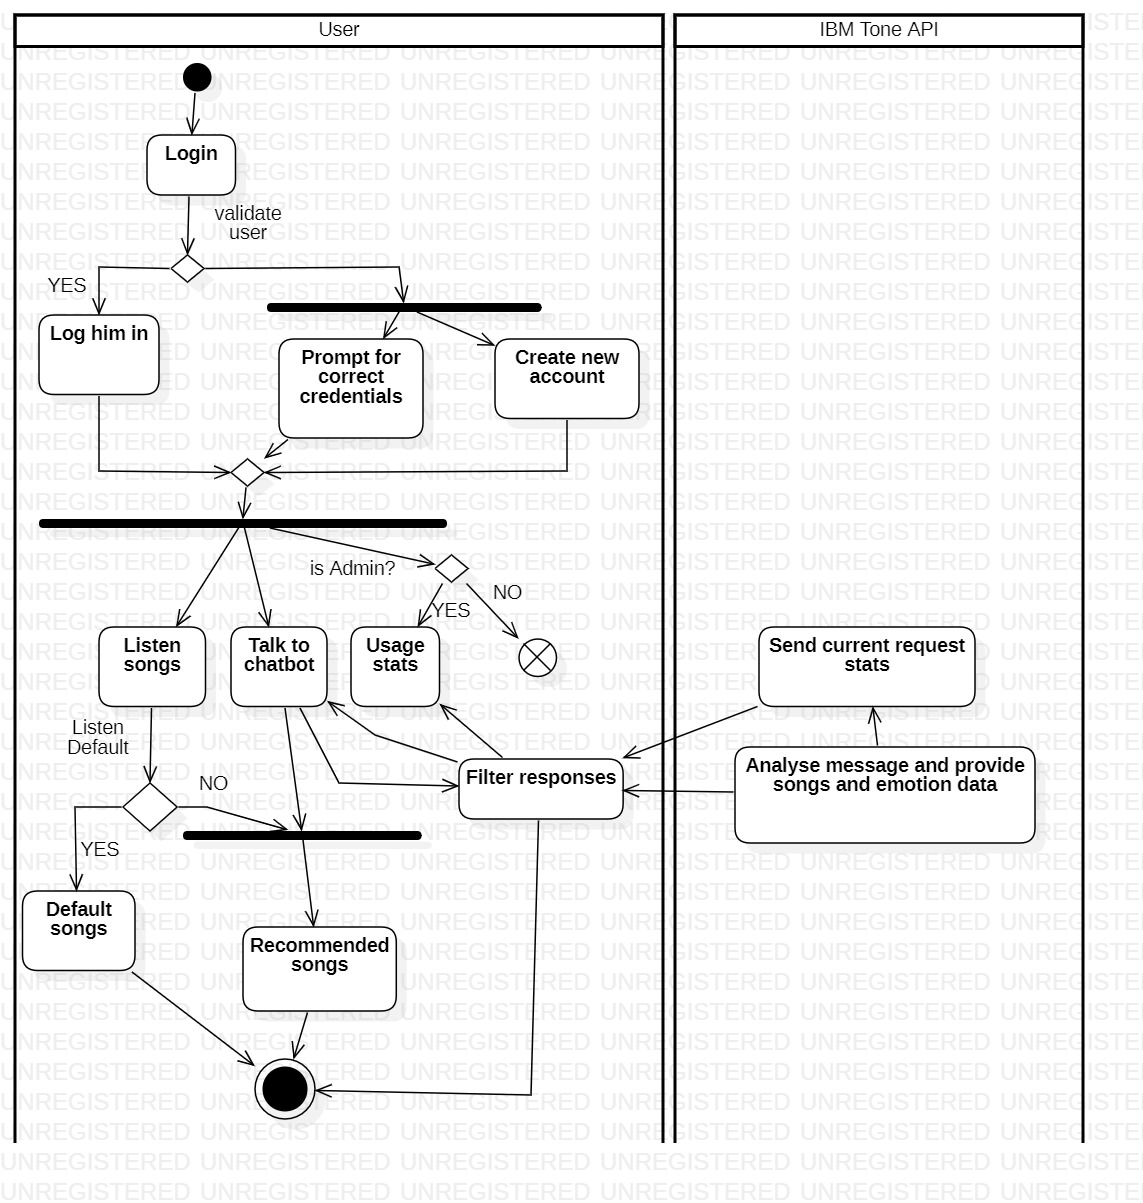 User
IBM Tone API
Login
validate
user
YES
Log him in
Prompt for
correct
credentials
Create new
account
is Admin?
NO
YES
Listen
songs
Talk to
chatbot
Usage
stats
Send current request
stats
Listen
Default
NO
Filter responses
Analyse message and provide
songs and emotion data
YES
Default
songs
Recommended
songs
UNREGISTERED